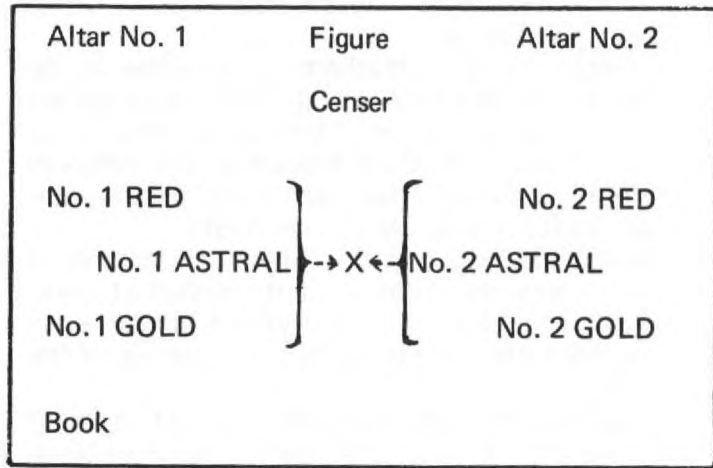 Altar No. 1 Figure Altar No. 2
Censer
No. 1 RED No. 2 RED
No. 1 ASTRAL X No. 2 ASTRAL
No.1 GOLD No. 2 GOLD
Book